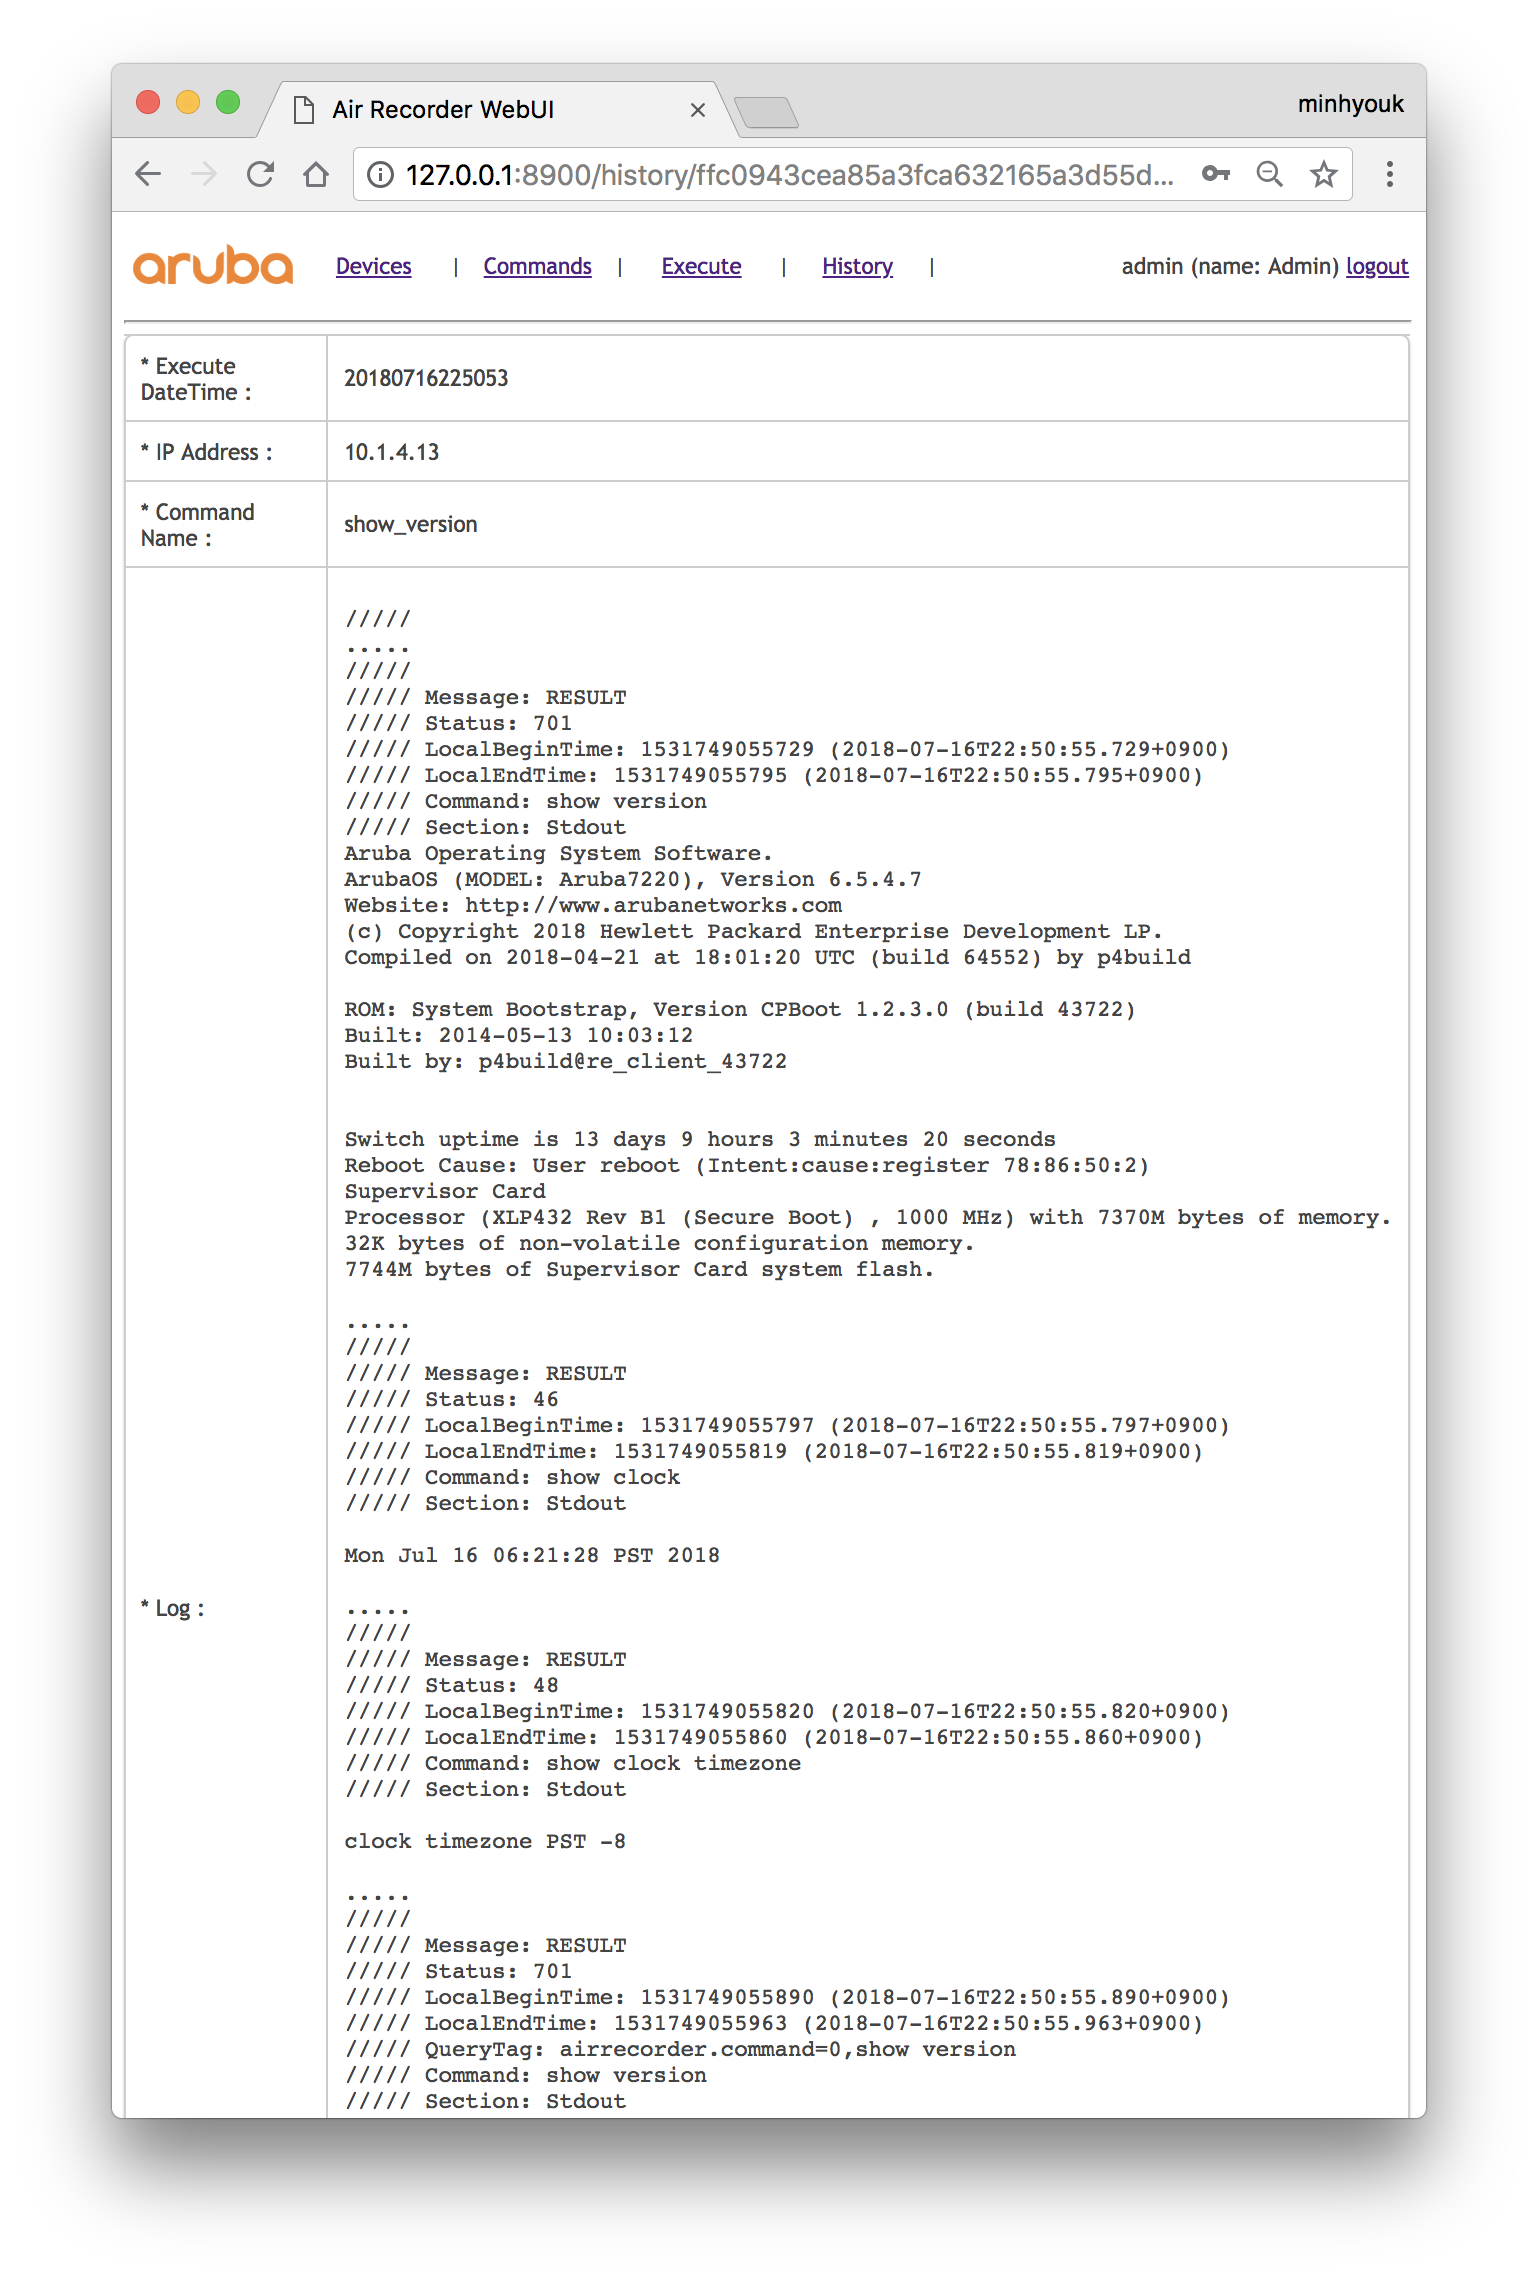 Air Recorder WebUI
minhyouk
127.0.0.1:8900/history/ffc0943cea85a3fca632165a3d55d...
aruba Devices | Commands | Execute | History | admin (name: Admin) logout
* Execute
DateTime :
20180716225053
* IP Address :
10.1.4.13
* Command
Name :
show_version
* Log :
/////
.....
/////
///// Message: RESULT
///// Status: 701
///// LocalBeginTime: 1531749055729 (2018-07-16T22:50:55.729+0900)
///// LocalEndTime: 1531749055795 (2018-07-16T22:50:55.795+0900)
///// Command: show version
///// Section: Stdout
Aruba Operating System Software.
ArubaOS (MODEL: Aruba7220), Version 6.5.4.7
Website: http://www.arubanetworks.com
(c) Copyright 2018 Hewlett Packard Enterprise Development LP.
Compiled on 2018-04-21 at 18:01:20 UTC (build 64552) by p4build
ROM: System Bootstrap, Version CPBoot 1.2.3.0 (build 43722)
Built: 2014-05-13 10:03:12
Built by: p4build@re_client_43722
Switch uptime is 13 days 9 hours 3 minutes 20 seconds
Reboot Cause: User reboot (Intent:cause:register 78:86:50:2)
Supervisor Card
Processor (XLP432 Rev B1 (Secure Boot) , 1000 MHz) with 7370M bytes of memory.
32K bytes of non-volatile configuration memory.
7744M bytes of Supervisor Card system flash.
.....
/////
///// Message: RESULT
///// Status: 46
///// LocalBeginTime: 1531749055797 (2018-07-16T22:50:55.797+0900)
///// LocalEndTime: 1531749055819 (2018-07-16T22:50:55.819+0900)
///// Command: show clock
///// Section: Stdout
Mon Jul 16 06:21:28 PST 2018
.....
/////
///// Message: RESULT
///// Status: 48
///// LocalBeginTime: 1531749055820 (2018-07-16T22:50:55.820+0900)
///// LocalEndTime: 1531749055860 (2018-07-16T22:50:55.860+0900)
///// Command: show clock timezone
///// Section: Stdout
clock timezone PST -8
.....
/////
///// Message: RESULT
///// Status: 701
///// LocalBeginTime: 1531749055890 (2018-07-16T22:50:55.890+0900)
///// LocalEndTime: 1531749055963 (2018-07-16T22:50:55.963+0900)
///// QueryTag: airrecorder.command=0,show version
///// Command: show version
///// Section: Stdout